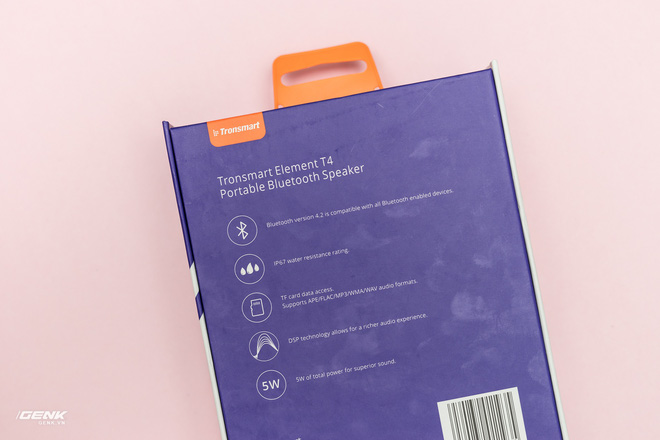 Tronsmart
Tronsmart Element T4
Portable Bluetooth Speaker
Bluetooth version 4.2 is compatible with all Bluetooth enabled devices.
IP67 water resistance rating.
TF card data access.
Supports APE/FLAC/MP3/WMA/WAV audio formats.
DSP technology allows for a richer audio experience.
5W
5W of total power for superior sound.
GENK
GENK.VN